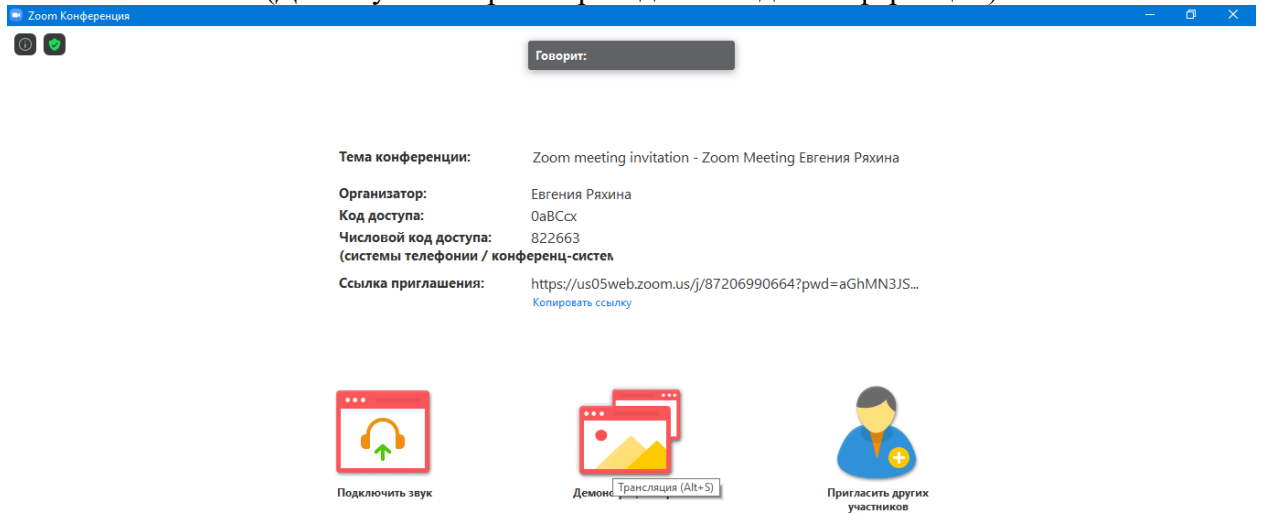 Zoom Конференция
Говорит:
Тема конференции: Zoom meeting invitation - Zoom Meeting Евгения Ряхина
Организатор: Евгения Ряхина
Код доступа: 0aBCcx
Числовой код доступа: 822663
(системы телефонии / конференц-систем
Ссылка приглашения: https://us05web.zoom.us/j/87206990664?pwd=aGhMN3JS...
Копировать ссылку
Трансляция (Alt+S)
Подключить звук
Пригласить других
участников